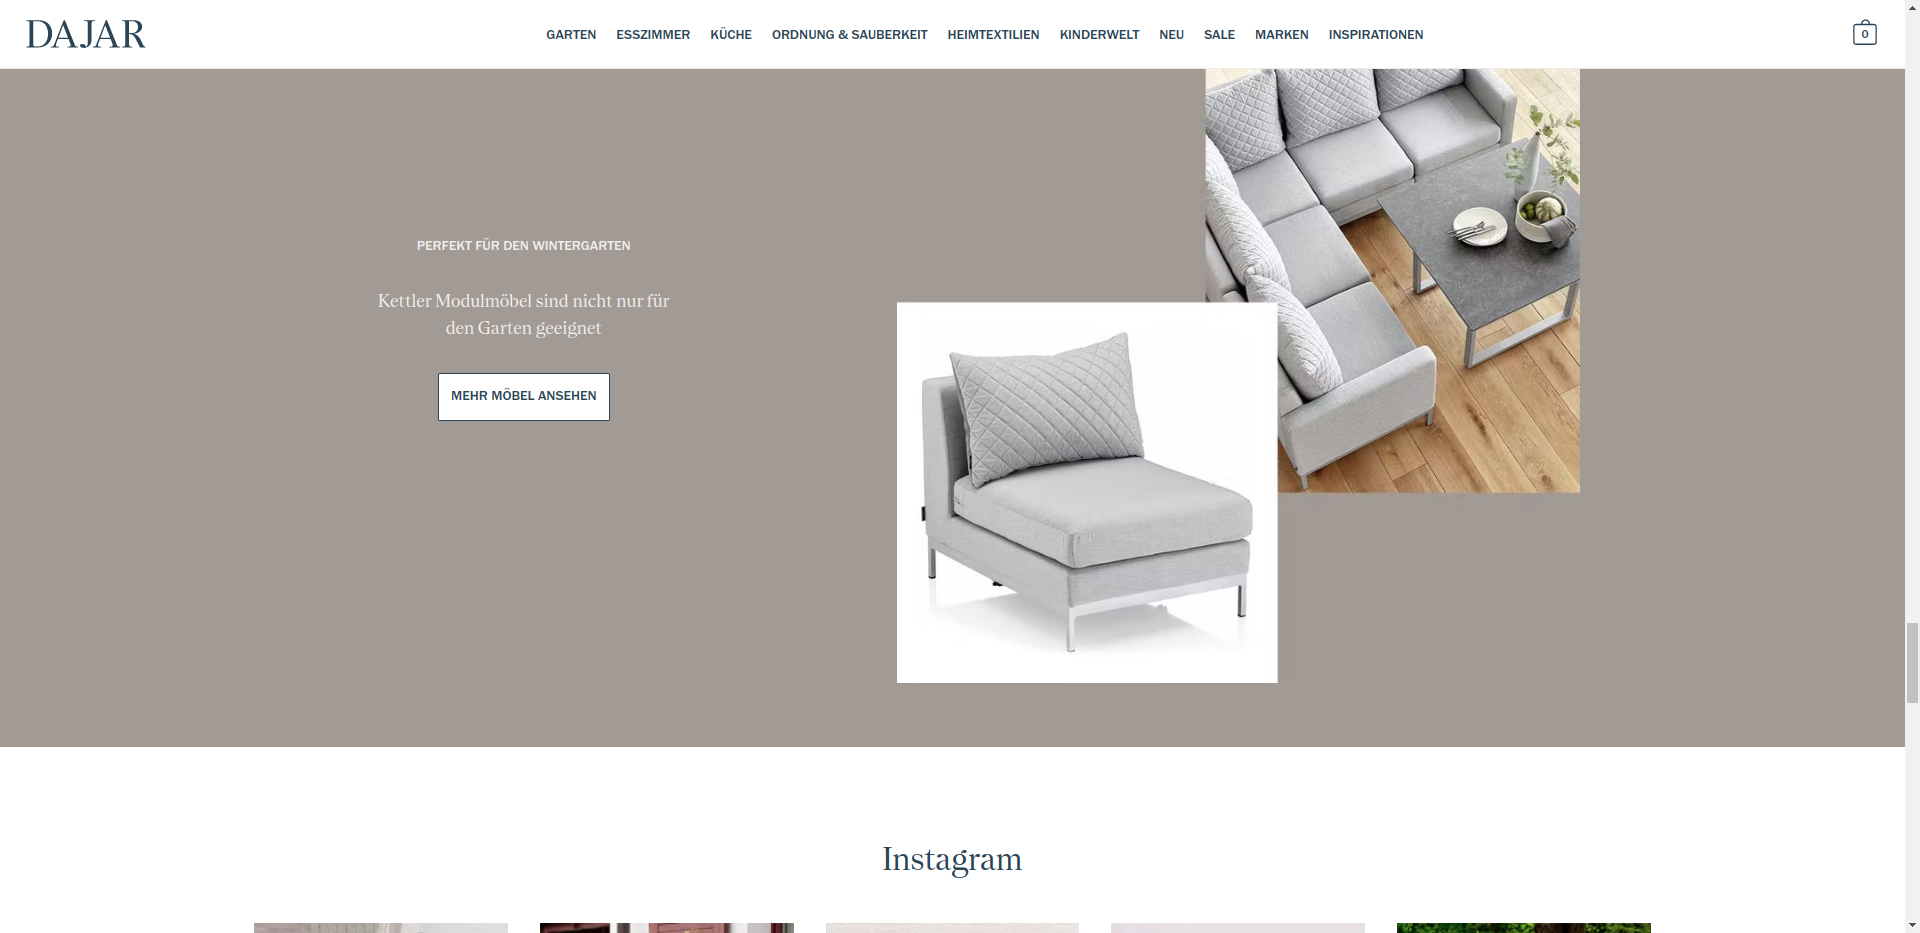 DAJAR
GARTEN ESSZIMMER KÜCHE ORDNUNG & SAUBERKEIT HEIMTEXTILIEN KINDERWELT NEU SALE MARKEN INSPIRATIONEN
0
PERFEKT FÜR DEN WINTERGARTEN
Kettler Modulmöbel sind nicht nur für
den Garten geeignet
MEHR MÖBEL ANSEHEN
Instagram